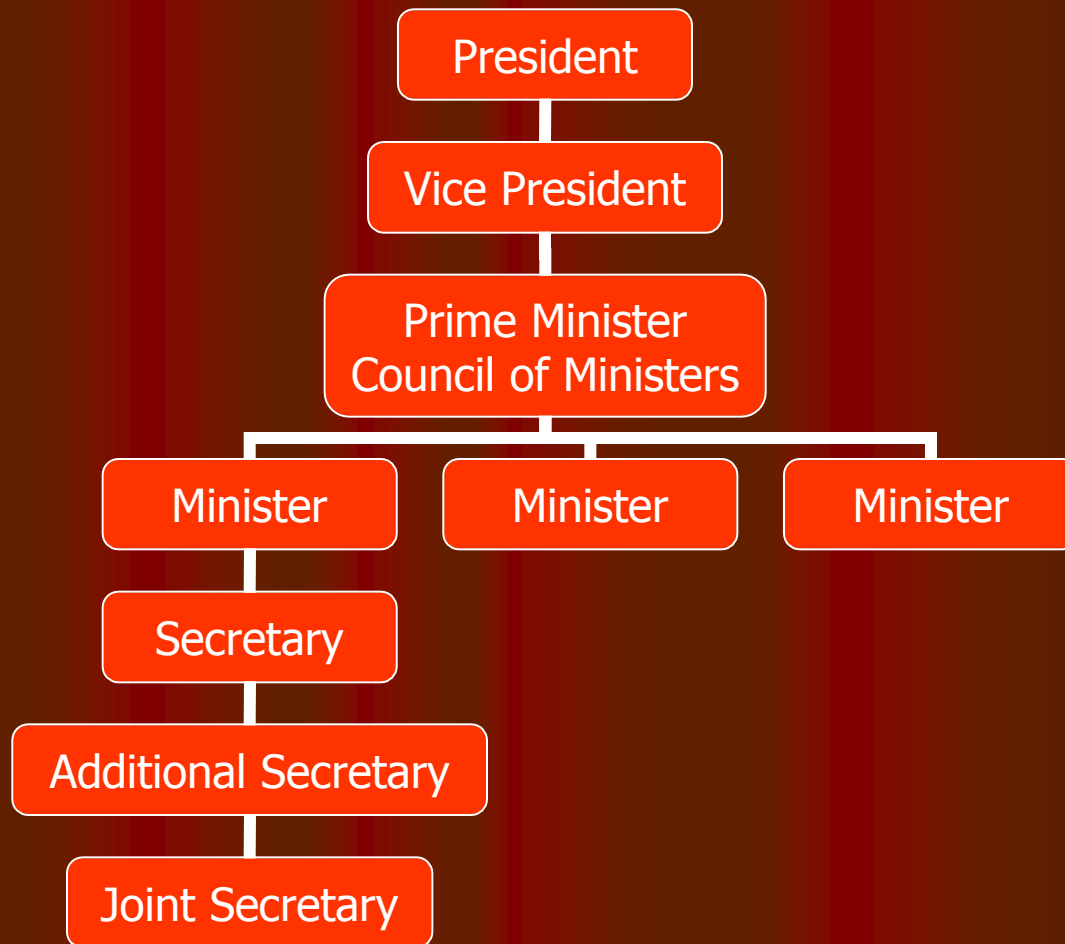 President
Vice President
Prime Minister
Council of Ministers
Minister
Minister
Minister
Secretary
Additional Secretary
Joint Secretary